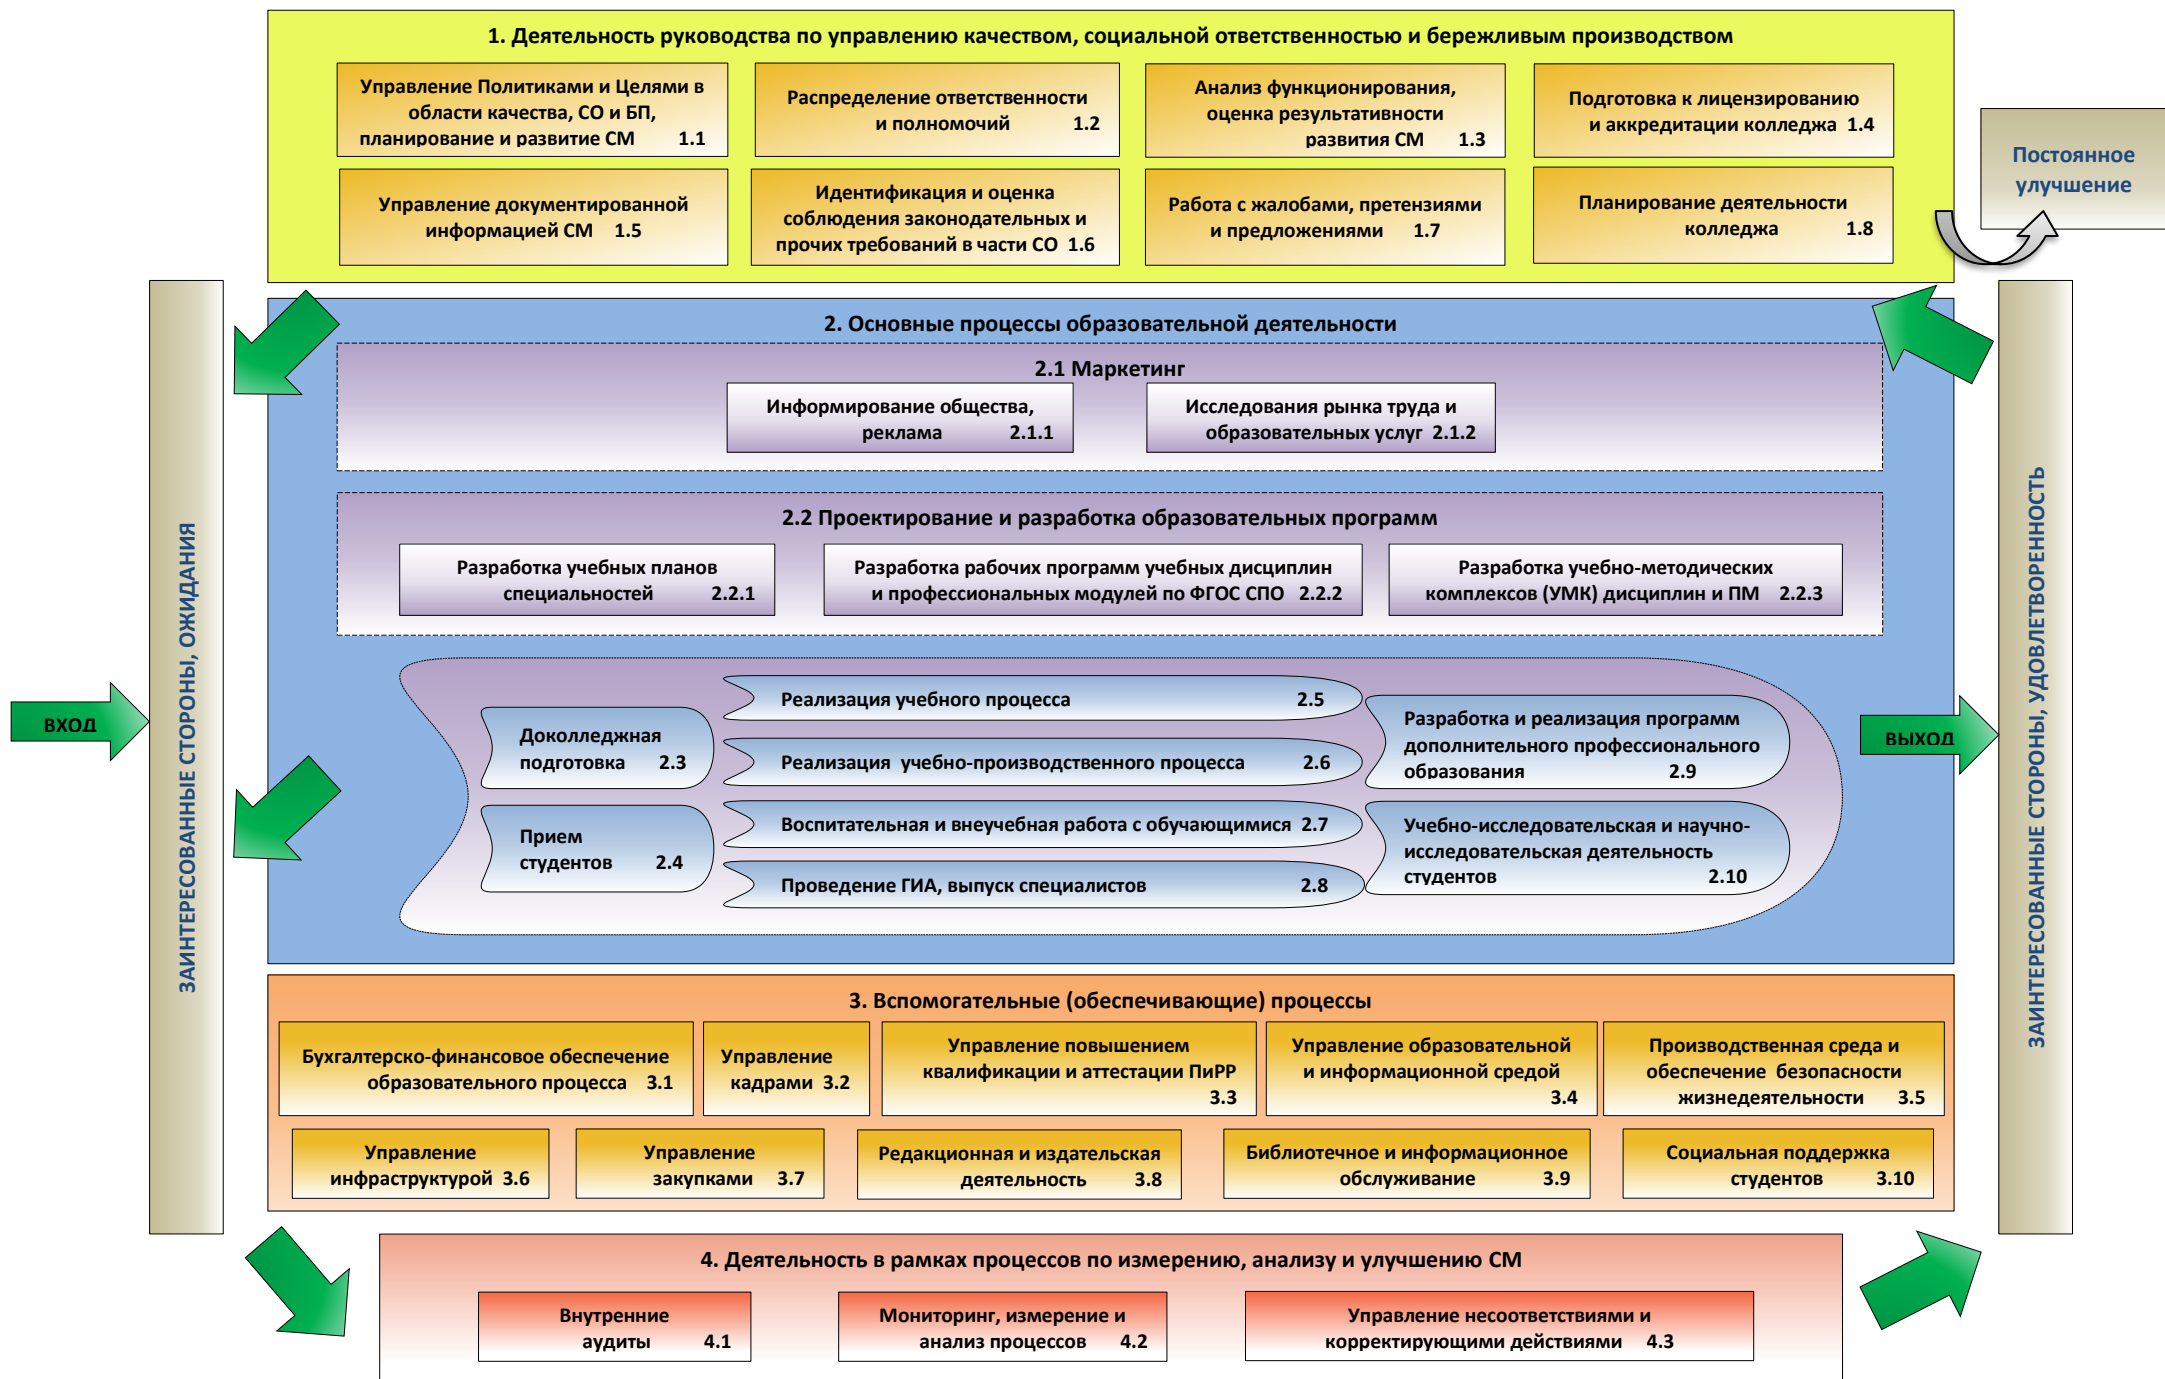 1. Деятельность руководства по управлению качеством, социальной ответственностью и бережливым производством
Управление Политиками и Целями в
области качества, СО и БП,
планирование и развитие СМ 1.1
Распределение ответственности
и полномочий 1.2
Анализ функционирования,
оценка результативности
развития СМ 1.3
Подготовка к лицензированию
и аккредитации колледжа 1.4
Управление документированной
информацией СМ 1.5
Идентификация и оценка
соблюдения законодательных и
прочих требований в части СО 1.6
Работа с жалобами, претензиями
и предложениями 1.7
Планирование деятельности
колледжа 1.8
Постоянное
улучшение
2. Основные процессы образовательной деятельности
2.1 Маркетинг
Информирование общества,
реклама 2.1.1
Исследования рынка труда и
образовательных услуг 2.1.2
2.2 Проектирование и разработка образовательных программ
Разработка учебных планов
специальностей 2.2.1
Разработка рабочих программ учебных дисциплин
и профессиональных модулей по ФГОС СПО 2.2.2
Разработка учебно-методических
комплексов (УМК) дисциплин и ПМ 2.2.3
ВХОД
ЗАИНТЕРЕСОВАННЫЕ СТОРОНЫ, ОЖИДАНИЯ
Доколледжная
подготовка 2.3
Прием
студентов 2.4
Реализация учебного процесса 2.5
Реализация учебно-производственного процесса 2.6
Воспитательная и внеучебная работа с обучающимися 2.7
Проведение ГИА, выпуск специалистов 2.8
Разработка и реализация программ
дополнительного профессионального
образования 2.9
Учебно-исследовательская и научно-
исследовательская деятельность
студентов 2.10
ВЫХОД
ЗАИНТЕРЕСОВАННЫЕ СТОРОНЫ, УДОВЛЕТВОРЕННОСТЬ
3. Вспомогательные (обеспечивающие) процессы
Бухгалтерско-финансовое обеспечение
образовательного процесса 3.1
Управление
кадрами 3.2
Управление повышением
квалификации и аттестации ПиРР
3.3
Управление образовательной
и информационной средой
3.4
Производственная среда и
обеспечение безопасности
жизнедеятельности 3.5
Управление
инфраструктурой 3.6
Управление
закупками 3.7
Редакционная и издательская
деятельность 3.8
Библиотечное и информационное
обслуживание 3.9
Социальная поддержка
студентов 3.10
4. Деятельность в рамках процессов по измерению, анализу и улучшению СМ
Внутренние
аудиты 4.1
Мониторинг, измерение и
анализ процессов 4.2
Управление несоответствиями и
корректирующими действиями 4.3